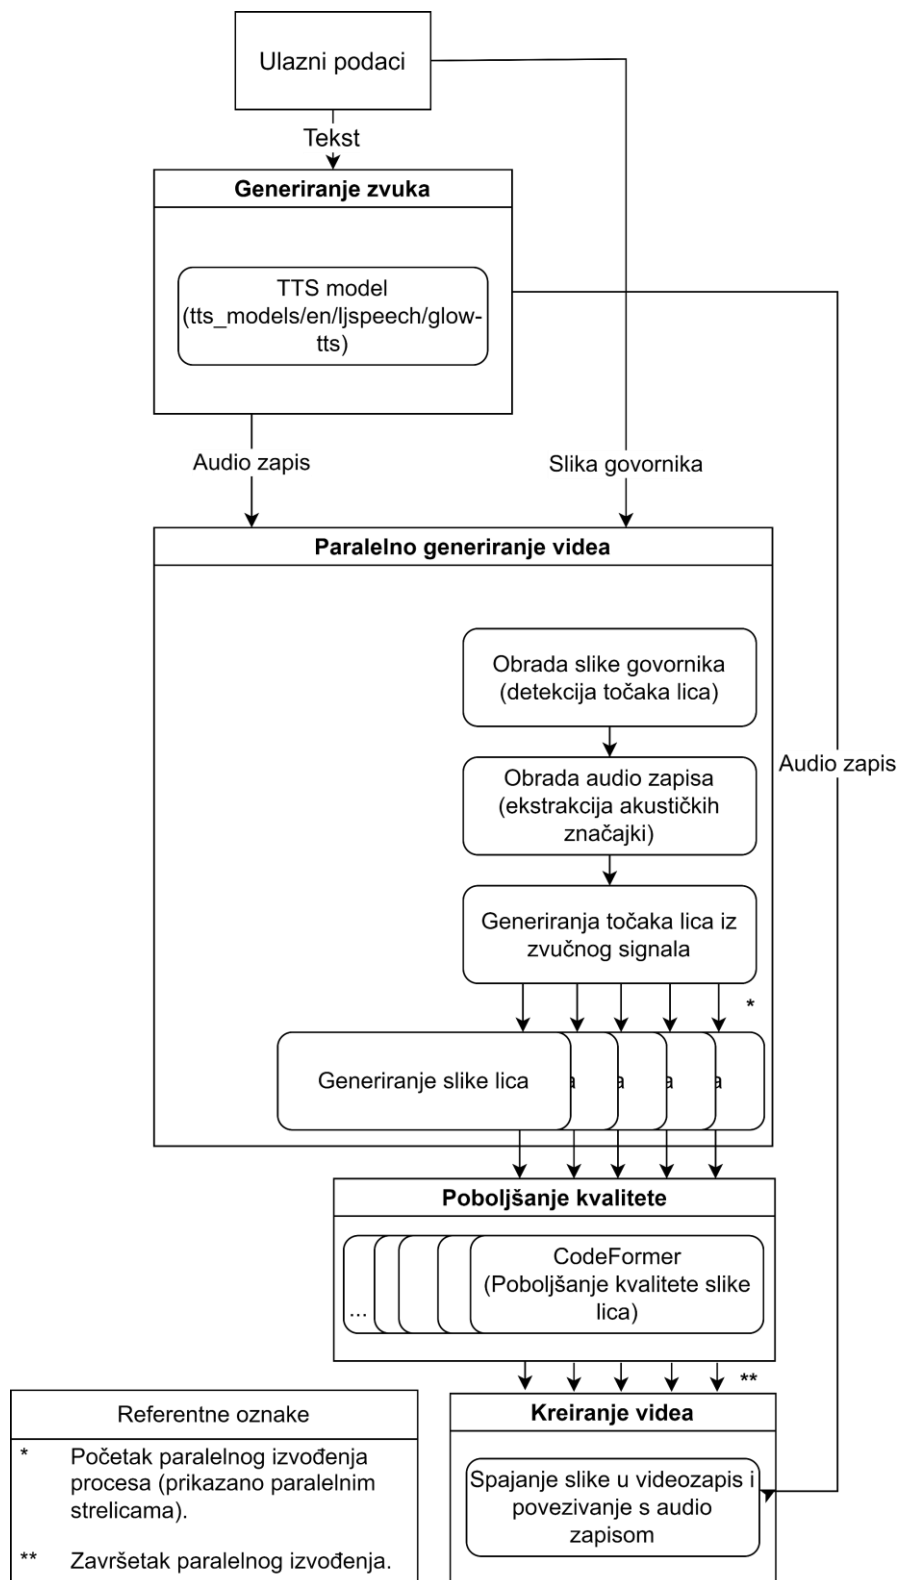 Ulazni podaci
Tekst
Generiranje zvuka
TTS model
(tts_models/en/ljspeech/glow-
tts)
Audio zapis
Slika govornika
Paralelno generiranje videa
Obrada slike govornika
(detekcija točaka lica)
Obrada audio zapisa
(ekstrakcija akustičkih
značajki)
Audio zapis
Generiranja točaka lica iz
zvučnog signala
*
Generiranje slike lica
a
a
a
a
Poboljšanje kvalitete
CodeFormer
(Poboljšanje kvalitete slike
lica)
...
**
Kreiranje videa
Spajanje slike u videozapis i
povezivanje s audio
zapisom
Referentne oznake
* Početak paralelnog izvođenja
procesa (prikazano paralelnim
strelicama).
** Završetak paralelnog izvođenja.